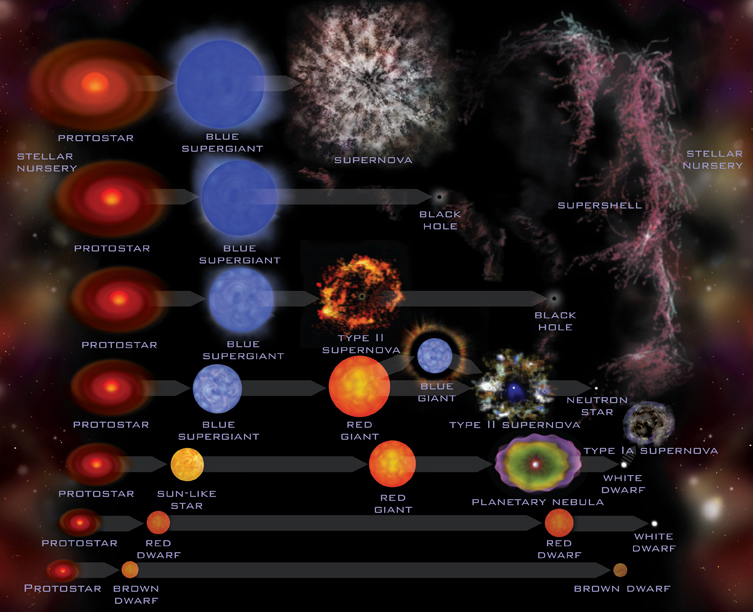 PROTOSTAR
BLUE
SUPERGIANT
SUPERNOVA
STELLAR
NURSERY
STELLAR
NURSERY
PROTOSTAR
BLUE
SUPERGIANT
BLACK
HOLE
SUPERSHELL
PROTOSTAR
BLUE
SUPERGIANT
TYPE II
SUPERNOVA
BLACK
HOLE
PROTOSTAR
BLUE
SUPERGIANT
RED
GIANT
BLUE
GIANT
TYPE II SUPERNOVA
NEUTRON
STAR
TYPE IA SUPERNOVA
PROTOSTAR
SUN-LIKE
STAR
RED
GIANT
PLANETARY NEBULA
WHITE
DWARF
PROTOSTAR
RED
DWARF
RED
DWARF
WHITE
DWARF
PROTOSTAR
BROWN
DWARF
BROWN DWARF